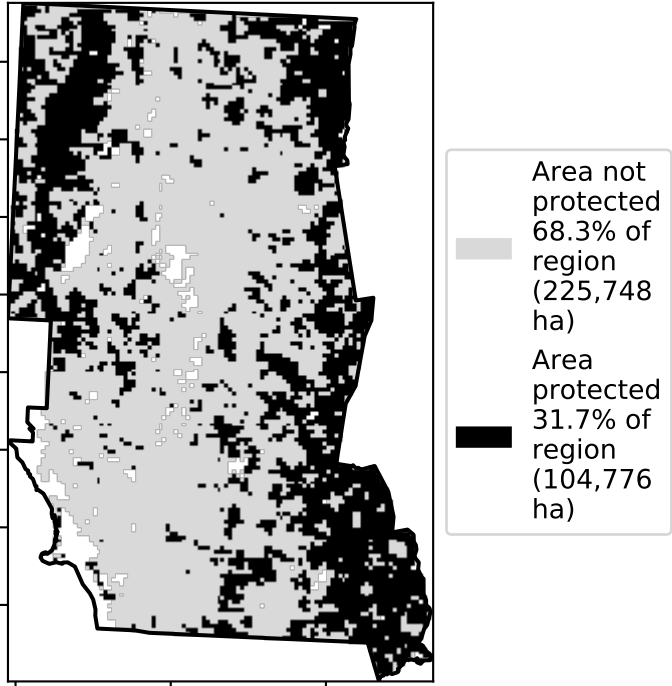 Area not
protected
68.3% of
region
(225,748
ha)
Area
protected
31.7% of
region
(104,776
ha)